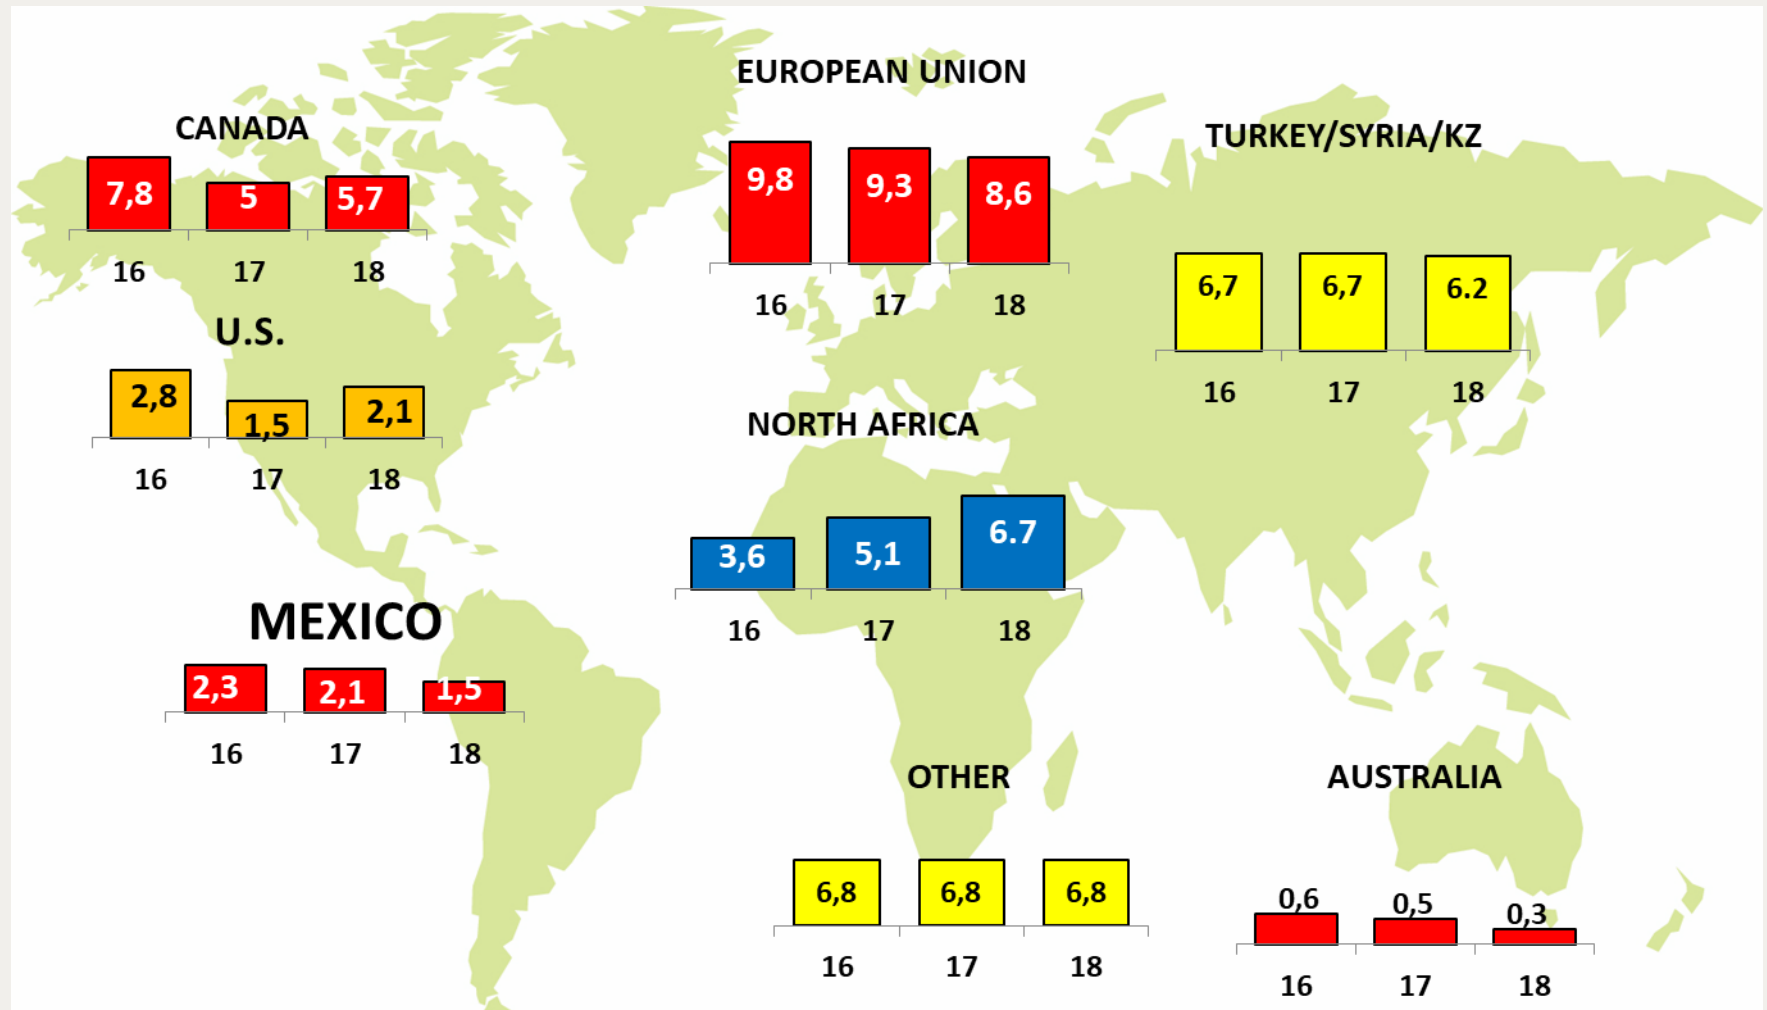 EUROPEAN UNION
9,8 9,3 8,6
16 17 18
CANADA
7,8 5 5,7
16 17 18
TURKEY/SYRIA/KZ
6,7 6,7 6.2
16 17 18
U.S.
2,8 1,5 2,1
16 17 18
NORTH AFRICA
3,6 5,1 6.7
16 17 18
MEXICO
2,3 2,1 1,5
16 17 18
OTHER
6,8 6,8 6,8
16 17 18
AUSTRALIA
0,6 0,5 0,3
16 17 18